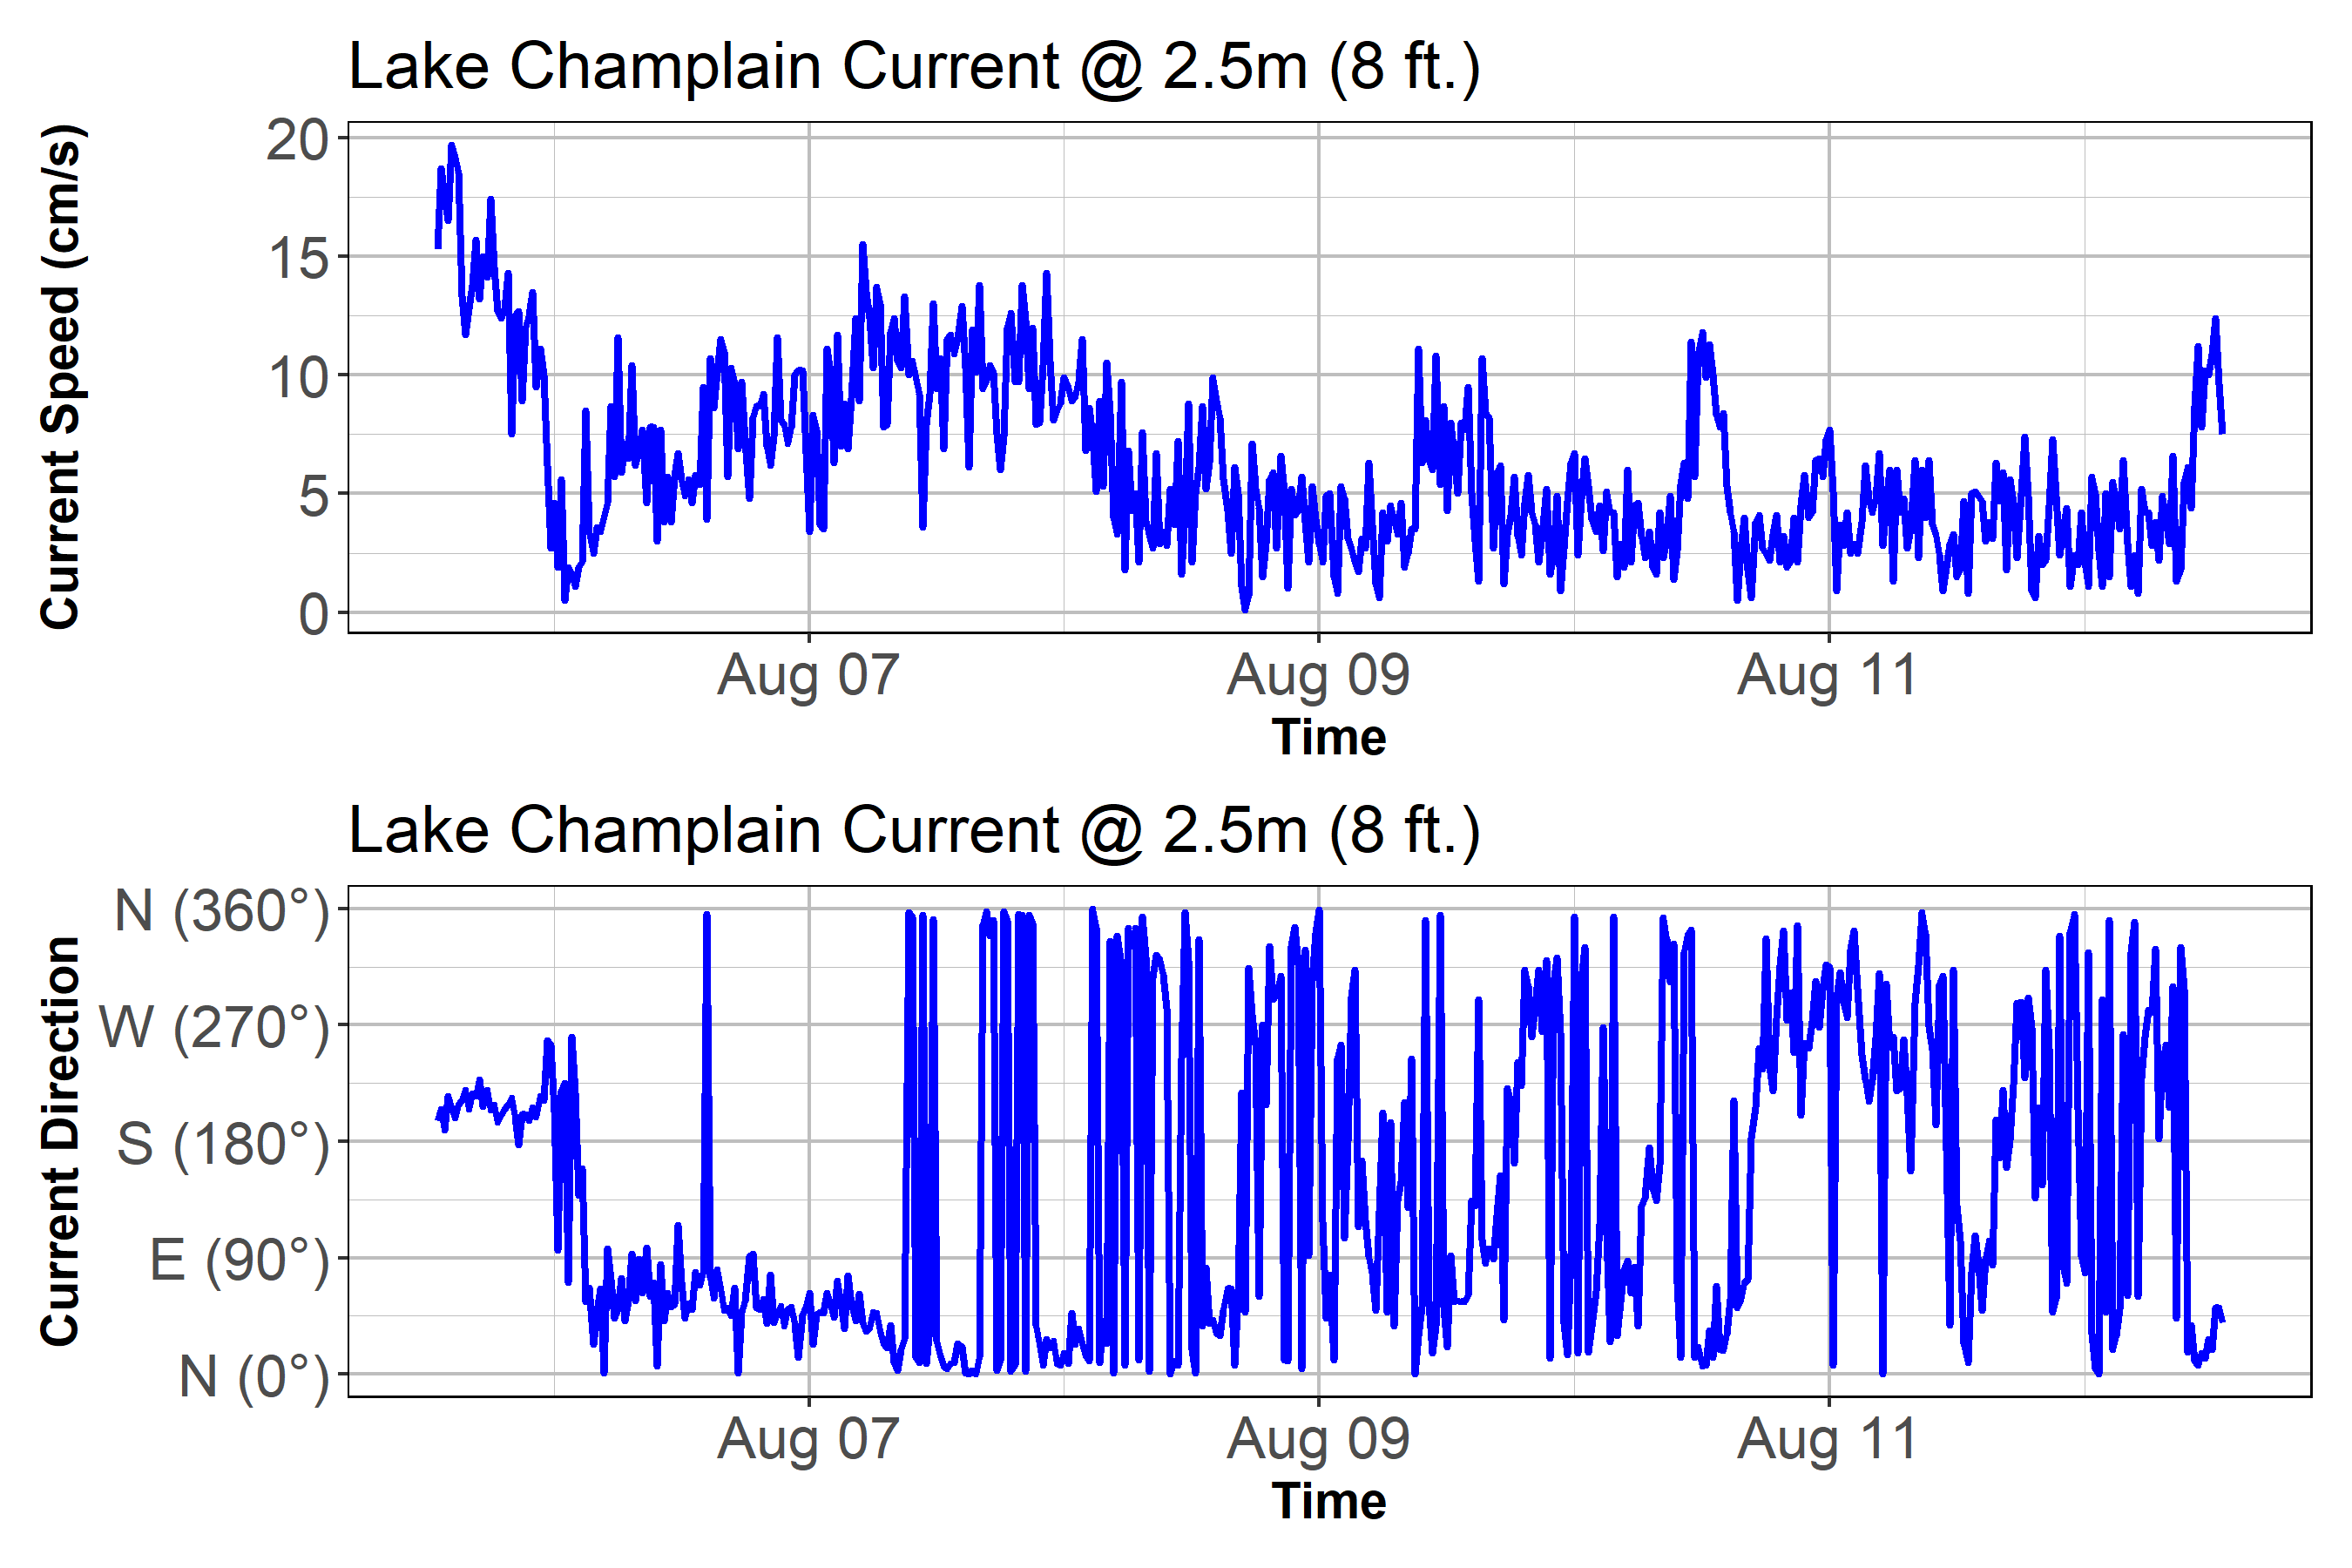 Lake Champlain Current @ 2.5m (8 ft.)
Current Speed (cm/s)
20
15
10
5
0
Aug 07 Aug 09 Aug 11
Time
Lake Champlain Current @ 2.5m (8 ft.)
Current Direction
N (360°)
W (270°)
S (180°)
E (90°)
N (0°)
Aug 07 Aug 09 Aug 11
Time